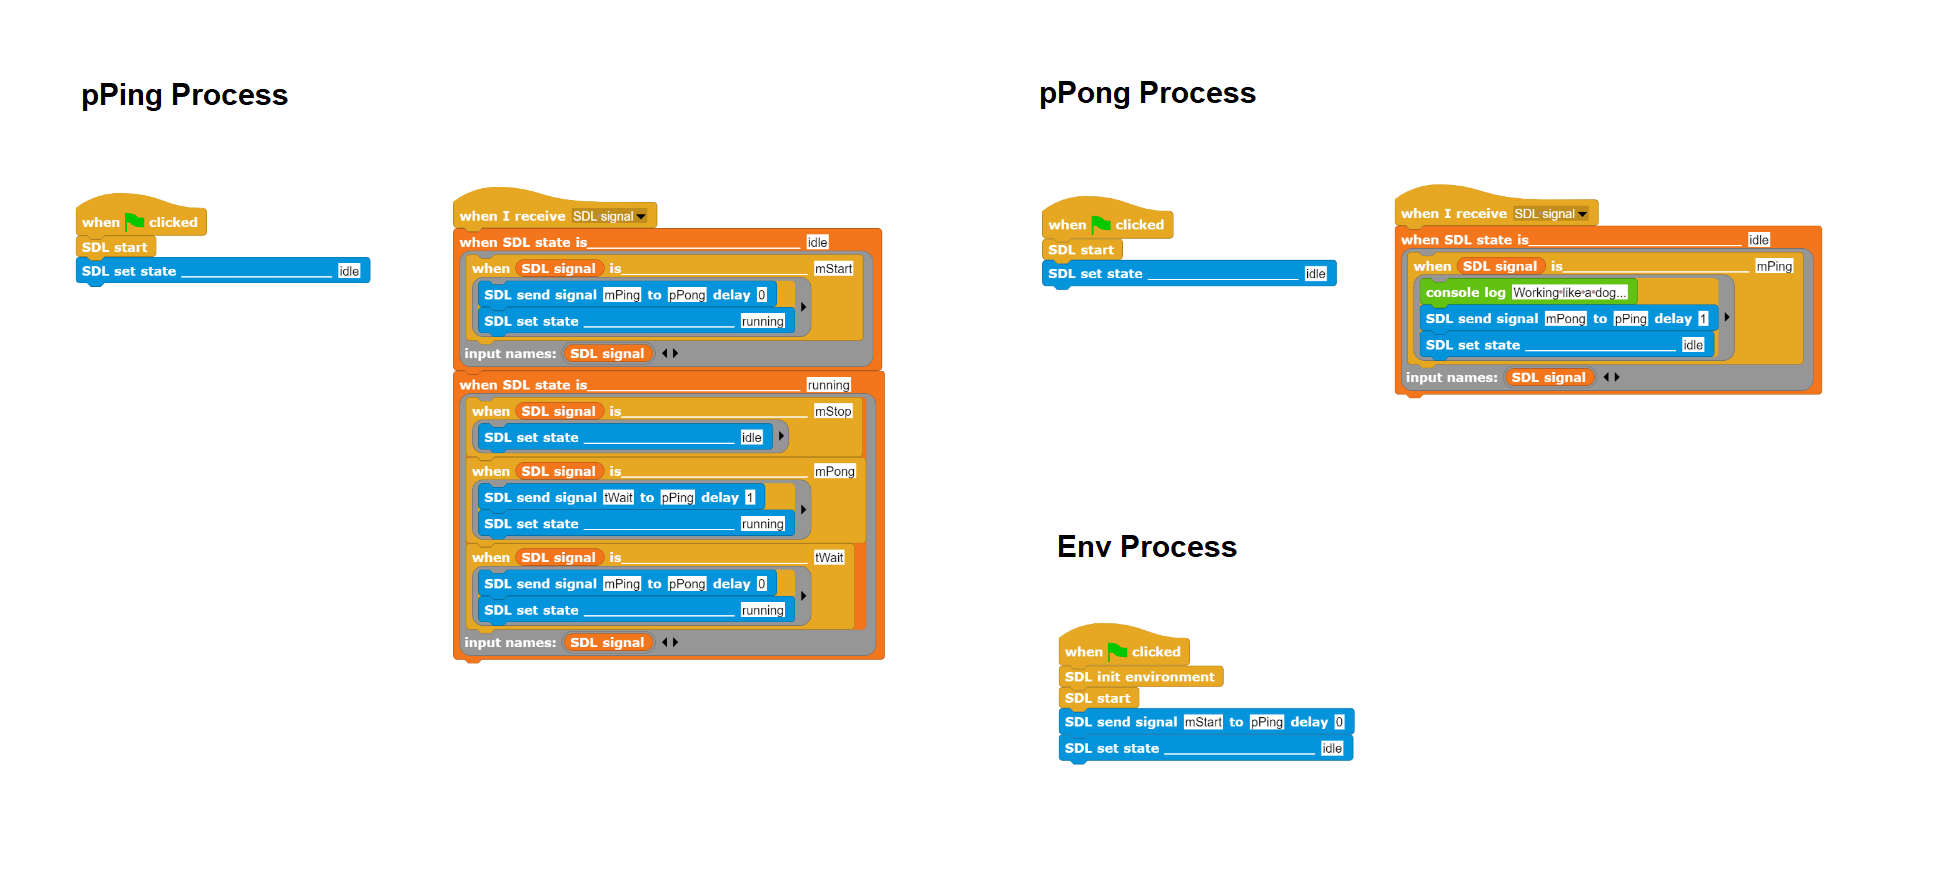 pPing Process
when clicked
SDL start
SDL set state idle
when I receive SDL signal
when SDL state is idle
when SDL signal is mStart
SDL send signal mPing to pPong delay 0
SDL set state running
input names: SDL signal
when SDL state is running
when SDL signal is mStop
SDL set state idle
when SDL signal is mPong
SDL send signal tWait to pPing delay 1
SDL set state running
when SDL signal is tWait
SDL send signal mPing to pPong delay 0
SDL set state running
input names: SDL signal
pPong Process
when clicked
SDL start
SDL set state idle
when I receive SDL signal
when SDL state is idle
when SDL signal is mPing
console log Working•like•a•dog...
SDL send signal mPong to pPing delay 1
SDL set state idle
input names: SDL signal
Env Process
when clicked
SDL init environment
SDL start
SDL send signal mStart to pPing delay 0
SDL set state idle